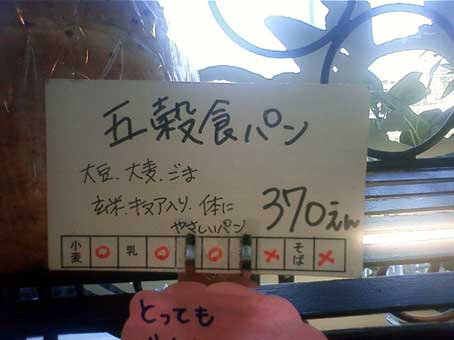 五穀食パン
大豆、大麦、ごま
玄米、キヌア入り、体に
やさしいパン
370えん
小麦 ○ 乳 ○ ○ × そば ×
とっても